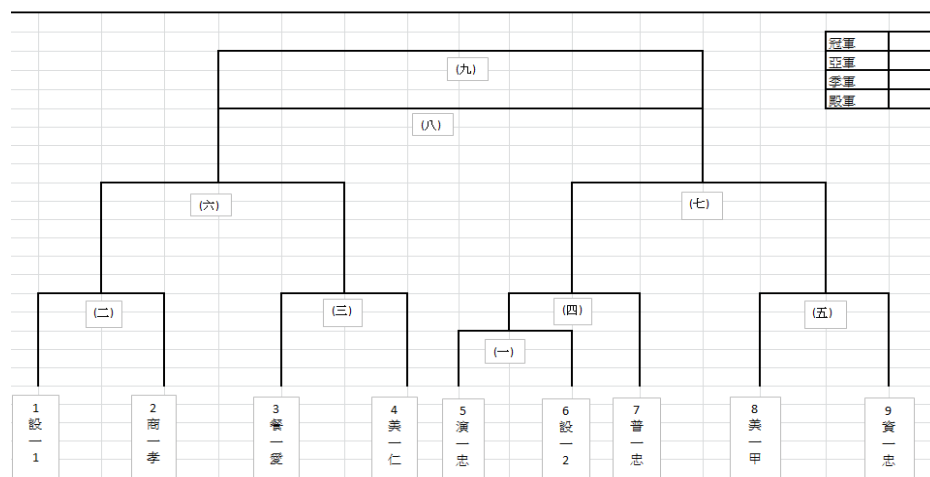 冠軍
亞軍
季軍
殿軍
(九)
(八)
(六)
(七)
(二)
(三)
(四)
(五)
(一)
1 設一1
2 商一孝
3 餐一愛
4 美一仁
5 演一忠
6 設一2
7 普一忠
8 美一甲
9 資一忠